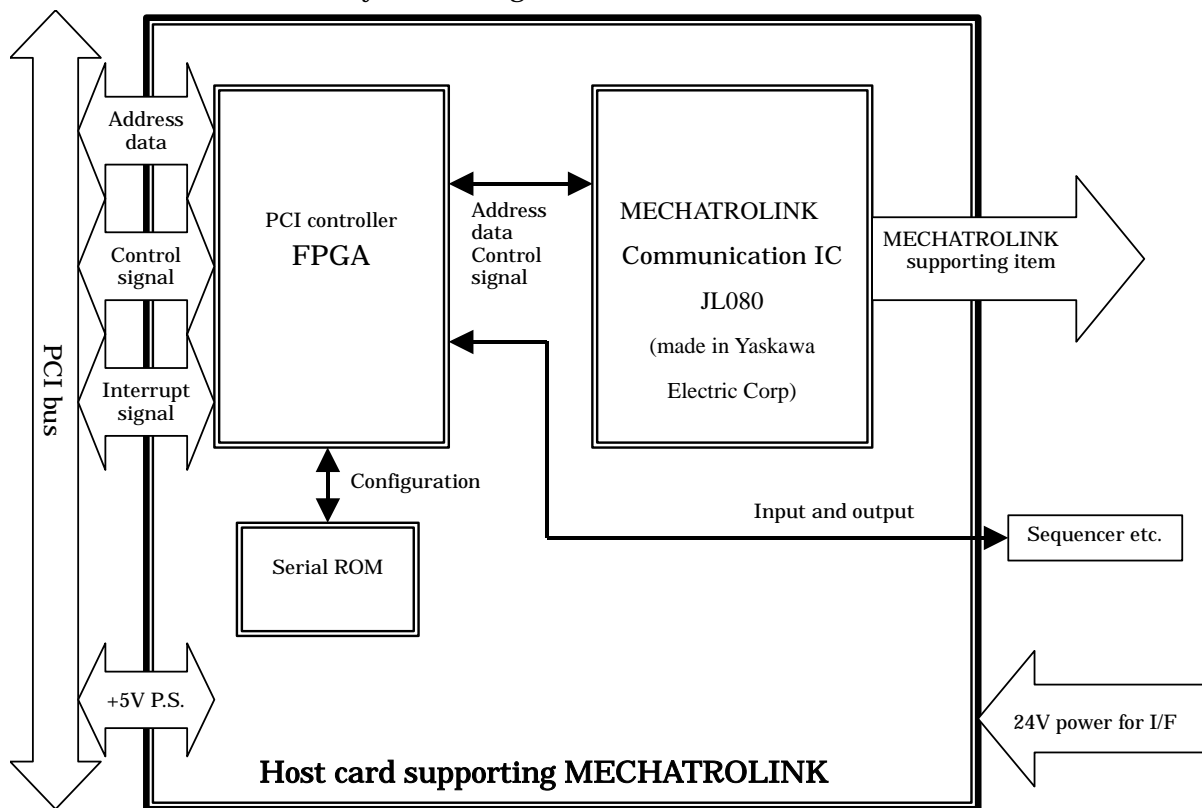 Address
data
Control
signal
Interrupt
signal
PCI bus
+5V P.S.
PCI controller
FPGA
Address
data
Control
signal
MECHATROLINK
Communication IC
JL080
(made in Yaskawa
Electric Corp)
MECHATROLINK
supporting item
Configuration
Serial ROM
Input and output
Sequencer etc.
24V power for I/F
Host card supporting MECHATROLINK